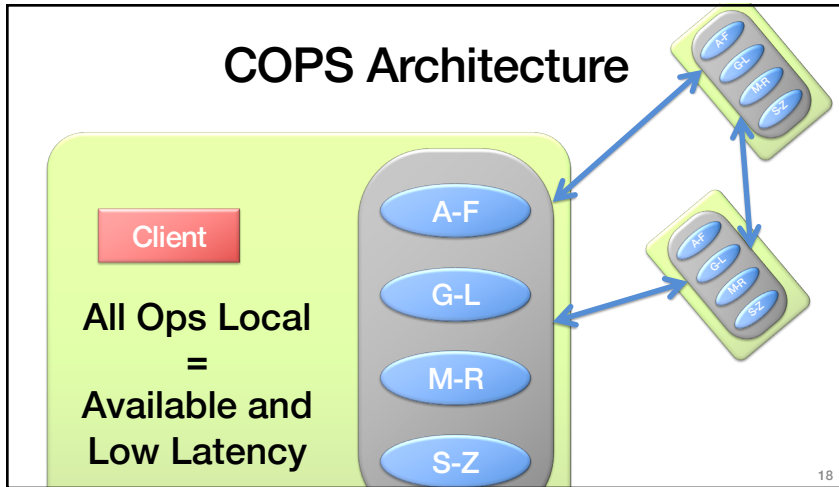 COPS Architecture
Client
All Ops Local
=
Available and
Low Latency
A-F
G-L
M-R
S-Z
A-F
G-L
M-R
S-Z
A-F
G-L
M-R
S-Z
18